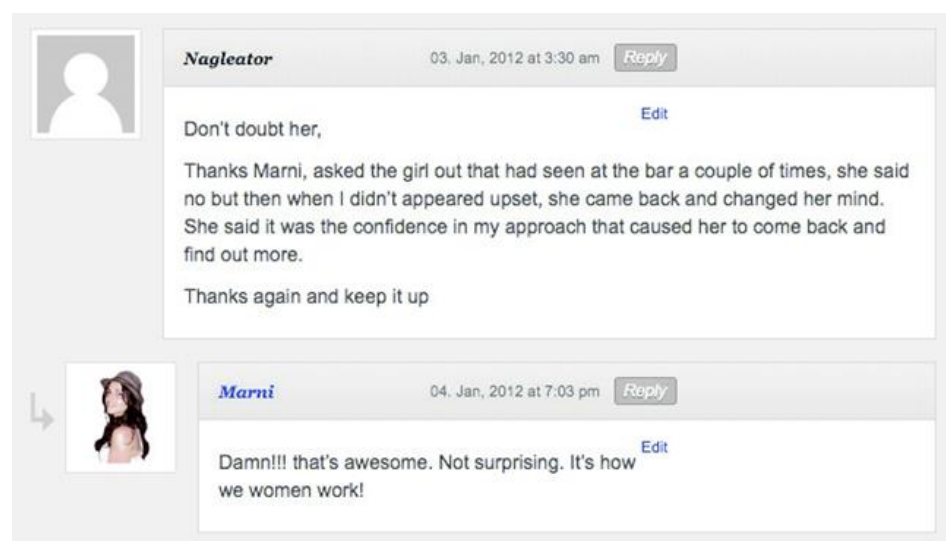 Nagleator 03. Jan, 2012 at 3:30 am Reply
Edit
Don't doubt her,
Thanks Marni, asked the girl out that had seen at the bar a couple of times, she said
no but then when I didn't appeared upset, she came back and changed her mind.
She said it was the confidence in my approach that caused her to come back and
find out more.
Thanks again and keep it up
Marni 04. Jan, 2012 at 7:03 pm Reply
Edit
Damn!!! that's awesome. Not surprising. It's how
we women work!